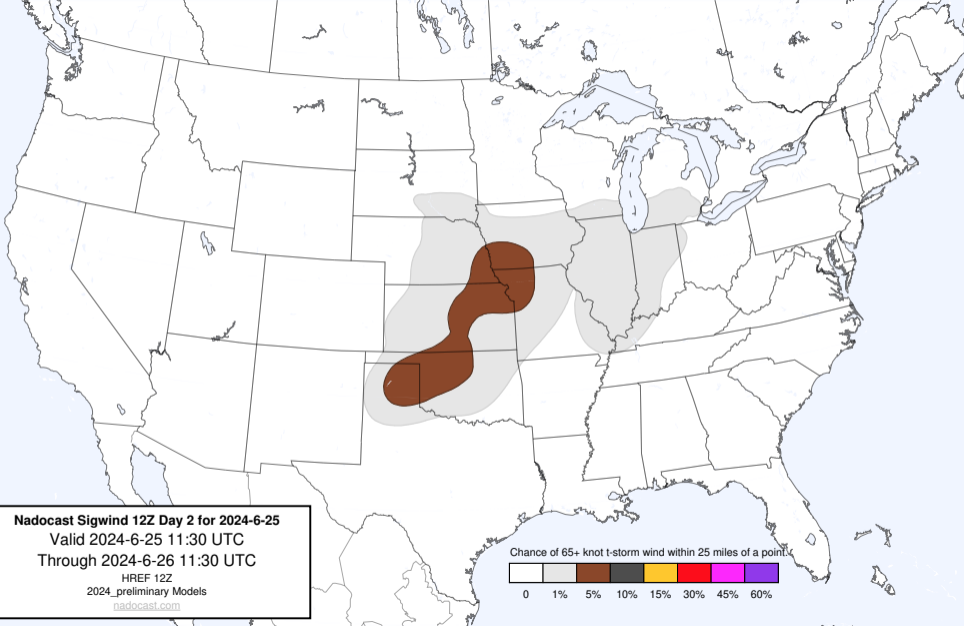 Nadocast Sigwind 12Z Day 2 for 2024-6-25
Valid 2024-6-25 11:30 UTC
Through 2024-6-26 11:30 UTC
HREF 12Z
2024_preliminary Models
nadocast.com
Chance of 65+ knot t-storm wind within 25 miles of a point.
0 1% 5% 10% 15% 30% 45% 60%